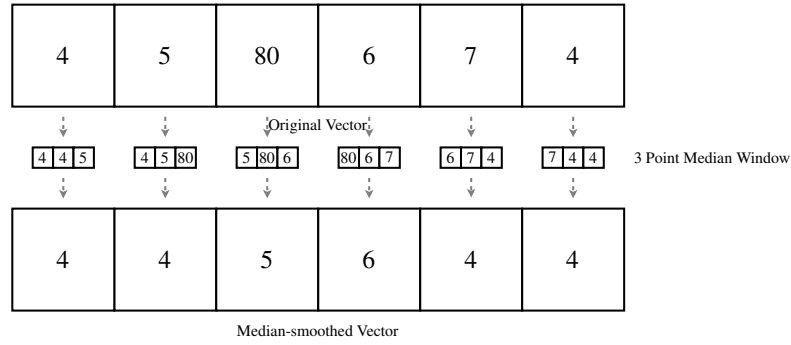 4 5 80 6 7 4
Original Vector
4 4 5 4 5 80 5 80 6 80 6 7 6 7 4 7 4 4 3 Point Median Window
4 4 5 6 4 4
Median-smoothed Vector